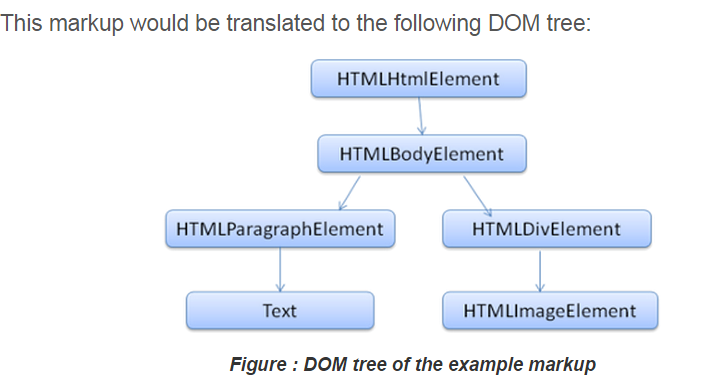 This markup would be translated to the following DOM tree:
HTMLHtmlElement
HTMLBodyElement
HTMLParagraphElement
HTMLDivElement
Text
HTMLImageElement
Figure : DOM tree of the example markup